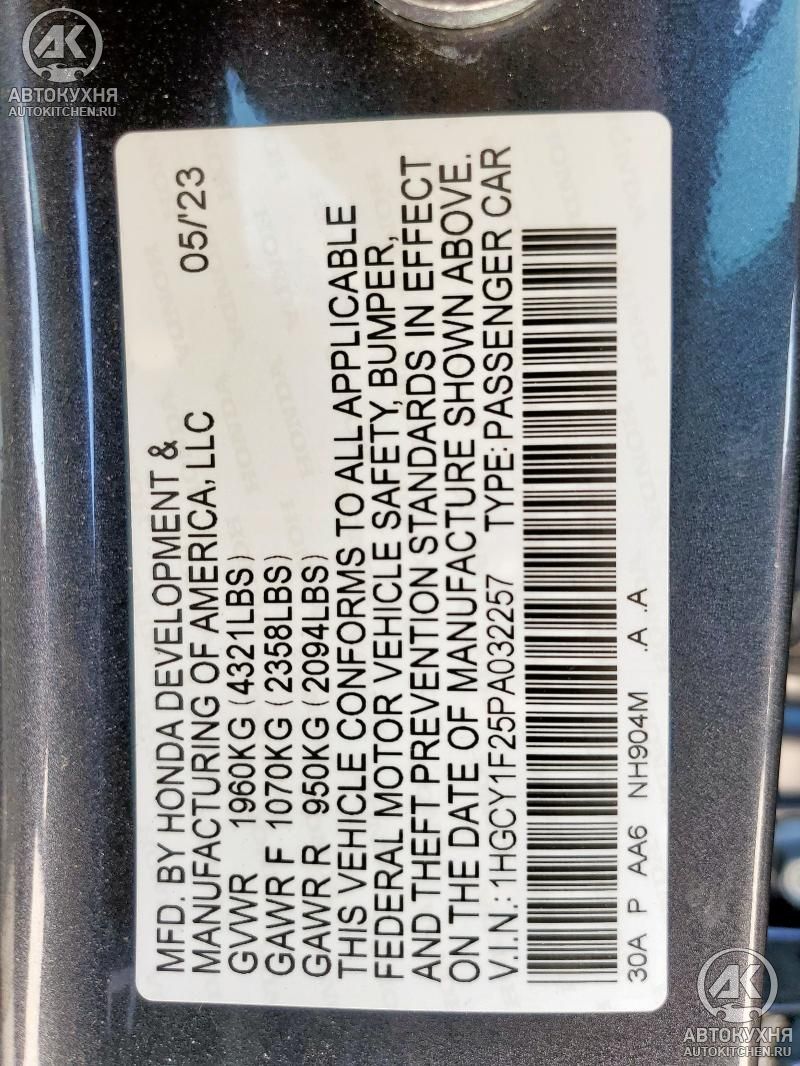 AK
АВТОКУХНЯ
AUTOKITCHEN.RU
MFD. BY HONDA DEVELOPMENT &
MANUFACTURING OF AMERICA, LLC 05/'23
GVWR 1960KG (4321LBS)
GAWR F 1070KG (2358LBS)
GAWR R 950KG (2094LBS)
THIS VEHICLE CONFORMS TO ALL APPLICABLE
FEDERAL MOTOR VEHICLE SAFETY, BUMPER,
AND THEFT PREVENTION STANDARDS IN EFFECT
ON THE DATE OF MANUFACTURE SHOWN ABOVE.
V.I.N.: 1HGCY1F25PA032257 TYPE: PASSENGER CAR
30A P AA6 NH904M .A .A
AK
АВТОКУХНЯ
AUTOKITCHEN.RU